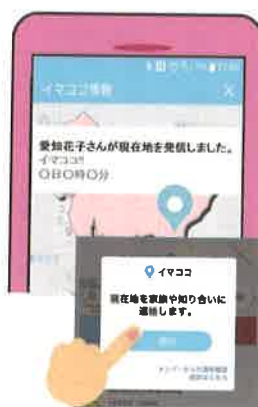 イマココ情報
愛知花子さんが現在地を発信しました。
イマココ!!
〇日〇時〇分
イマココ
現在地を家族や知り合いに
連絡します。